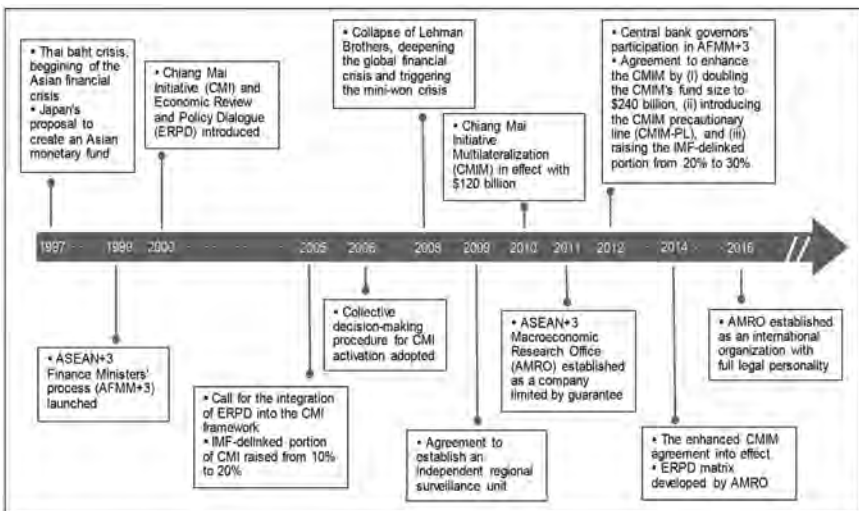 • Thai baht crisis,
beggining of the
Asian financial
crisis
• Japan's
proposal to
create an Asian
monetary fund
• Chiang Mai
Initiative (CMI) and
Economic Review
and Policy Dialogue
(ERPD) introduced
• Collapse of Lehman
Brothers, deepening
the global financial
crisis and triggering
the mini-won crisis
• Chiang Mai
Initiative
Multilateralization
(CMIM) in effect with
$120 billion
• Central bank governors'
participation in AFMM+3
• Agreement to enhance
the CMIM by (i) doubling
the CMIM's fund size to
$240 billion, (ii) introducing
the CMIM precautionary
line (CMIM-PL), and (iii)
raising the IMF-delinked
portion from 20% to 30%
1997 1999 2000 2005 2006 2008 2009 2010 2011 2012 2014 2016
• ASEAN+3
Finance Ministers'
process (AFMM+3)
launched
• Call for the integration
of ERPD into the CMI
framework
• IMF-delinked portion
of CMI raised from 10%
to 20%
• Collective
decision-making
procedure for CMI
activation adopted
• Agreement to
establish an
independent regional
surveillance unit
• ASEAN+3
Macroeconomic
Research Office
(AMRO) established
as a company
limited by guarantee
• The enhanced CMIM
agreement into effect
• ERPD matrix
developed by AMRO
• AMRO established
as an international
organization with
full legal personality